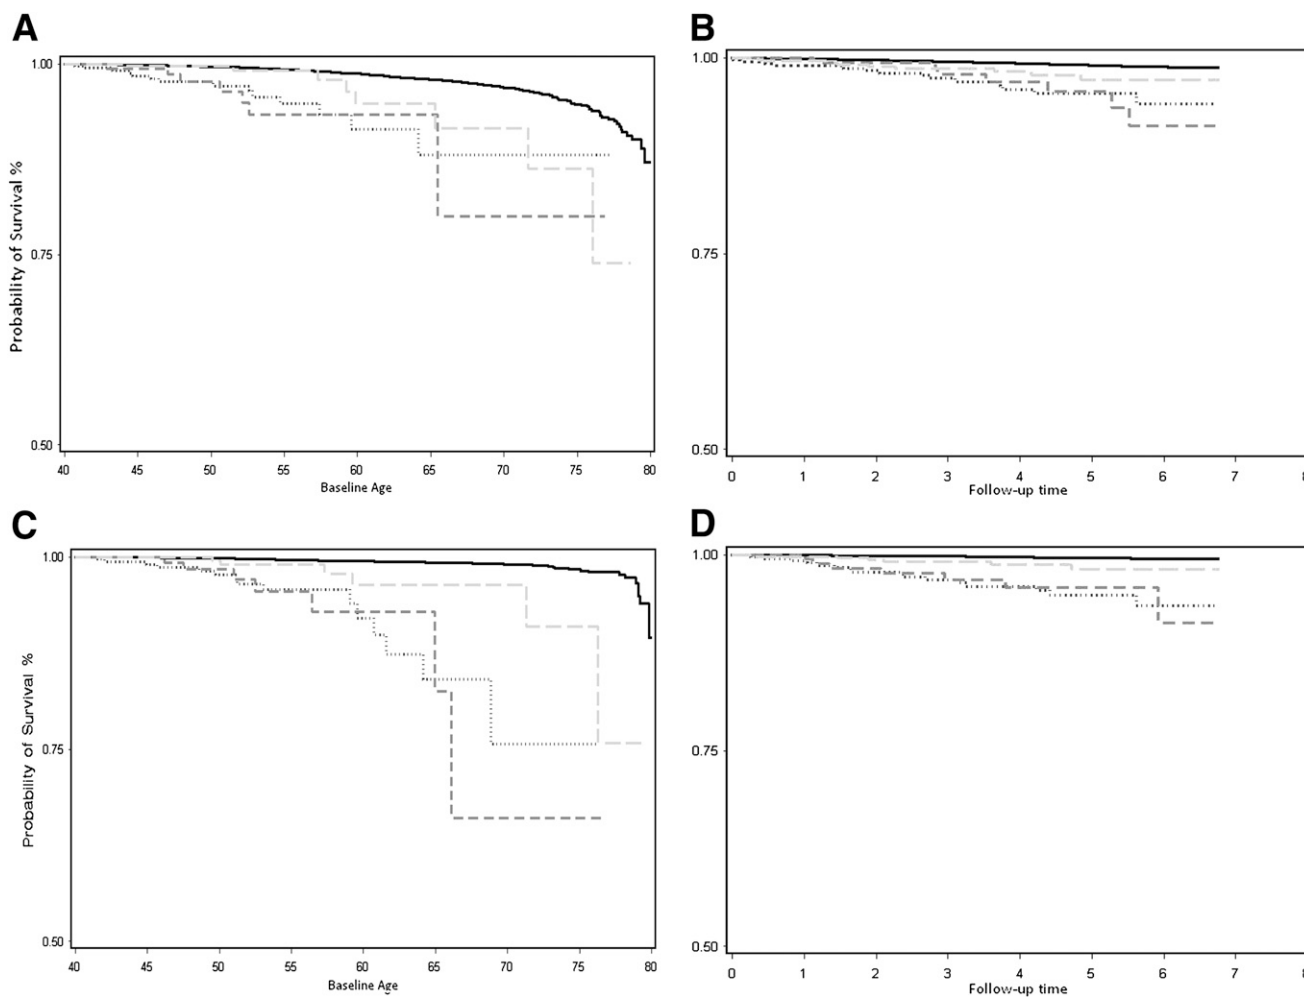 A
B
1.00
0.75
0.50
Probability of Survival %
40 45 50 55 60 65 70 75 80
Baseline Age
1.00
0.75
0.50
0 1 2 3 4 5 6 7 8
Follow-up time
C
D
1.00
0.75
0.50
Probability of Survival %
40 45 50 55 60 65 70 75 80
Baseline Age
1.00
0.75
0.50
0 1 2 3 4 5 6 7 8
Follow-up time